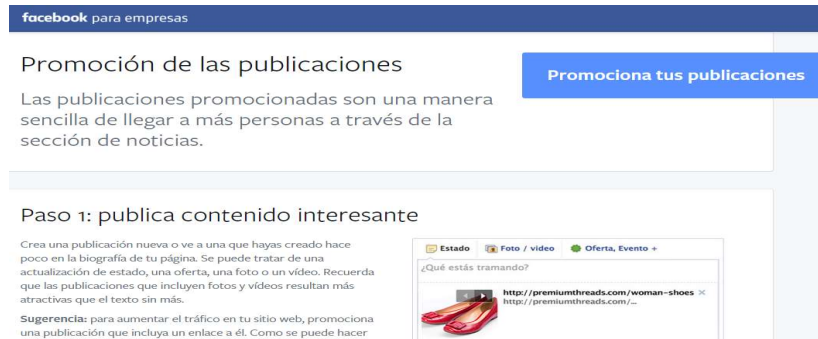 facebook para empresas
Promoción de las publicaciones
Promociona tus publicaciones
Las publicaciones promocionadas son una manera
sencilla de llegar a más personas a través de la
sección de noticias.
Paso 1: publica contenido interesante
Crea una publicación nueva o ve a una que hayas creado hace
poco en la biografía de tu página. Se puede tratar de una
actualización de estado, una oferta, una foto o un vídeo. Recuerda
que las publicaciones que incluyen fotos y vídeos resultan más
atractivas que el texto sin más.
Sugerencia: para aumentar el tráfico en tu sitio web, promociona
una publicación que incluya un enlace a él. Como se puede hacer
Estado Foto / video Oferta, Evento +
¿Qué estás tramando?
http://premiumthreads.com/woman-shoes
http://premiumthreads.com/...